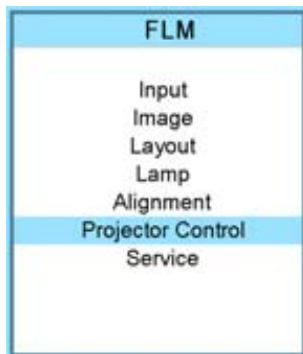 FLM
Input
Image
Layout
Lamp
Alignment
Projector Control
Service